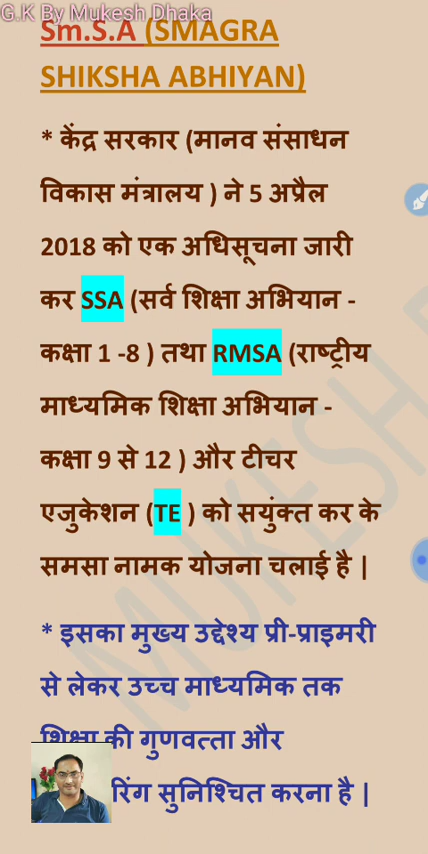 G.K By Mukesh Dhaka
Sm.S.A (SMAGRA
SHIKSHA ABHIYAN)
* केंद्र सरकार (मानव संसाधन
विकास मंत्रालय ) ने 5 अप्रैल
2018 को एक अधिसूचना जारी
कर SSA (सर्व शिक्षा अभियान -
कक्षा 1 -8 ) तथा RMSA (राष्ट्रीय
माध्यमिक शिक्षा अभियान -
कक्षा 9 से 12 ) और टीचर
एजुकेशन (TE ) को सयुंक्त कर के
समसा नामक योजना चलाई है |
* इसका मुख्य उद्देश्य प्री-प्राइमरी
से लेकर उच्च माध्यमिक तक
शिक्षा की गुणवत्ता और
रिंग सुनिश्चित करना है |